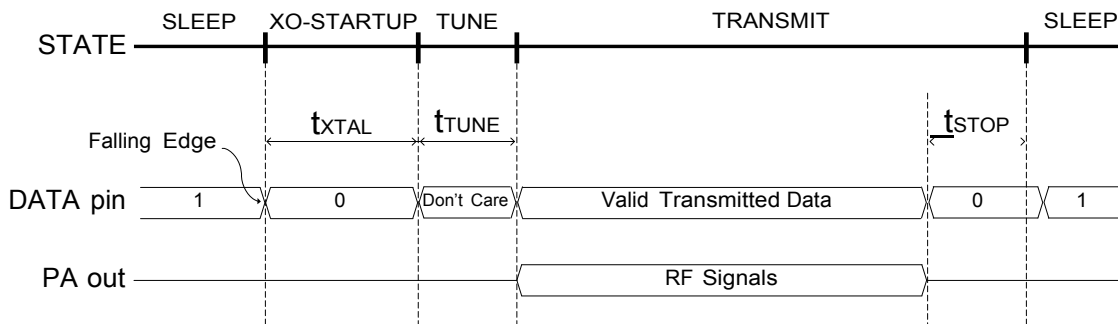 SLEEP XO-STARTUP TUNE TRANSMIT SLEEP
STATE
tXTAL tTUNE tSTOP
Falling Edge
DATA pin 1 0 Don't Care Valid Transmitted Data 0 1
PA out RF Signals